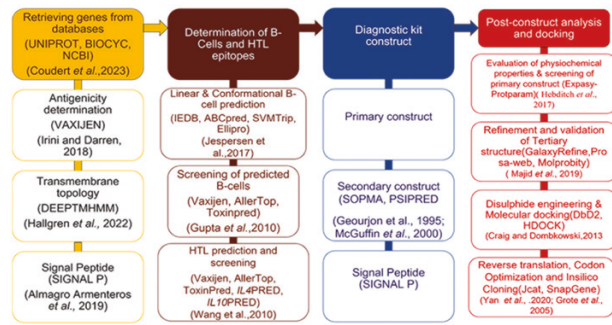 Retrieving genes from
databases
(UNIPROT, BIOCYC,
NCBI)
Coudert et al.,2023)
Antigenicity
determination
(VAXIJEN)
(Irini and Darren,
2018)
Transmembrane
topology
(DEEPTMHMM)
(Hallgren et al., 2022)
Signal Peptide
(SIGNAL P)
(Almagro Armenteros
et al., 2019)
Determination of B-
Cells and HTL
epitopes
Linear & Conformational B-
cell prediction
(IEDB, ABCpred, SVMTrip,
Ellipro)
(Jespersen et al.,2017)
Screening of predicted
B-cells
(Vaxijen, AllerTop,
Toxinpred)
(Gupta et al., 2010)
HTL prediction and
screening
(Vaxijen, AllerTop,
ToxinPred, IL4PRED,
IL10PRED)
(Wang et al., 2010)
Diagnostic kit
construct
Primary construct
Secondary construct
(SOPMA, PSIPRED
(Geourjon et al., 1995;
McGuffin et al., 2000)
Signal Peptide
(SIGNAL P)
Post-construct analysis
and docking
Evaluation of physiochemical
properties & screening of
primary construct (Expasy-
Protparam)( Hebditch et al.,
2017)
Refinement and validation
of Tertiary
structure(GalaxyRefine,Pro
sa-web, Molprobity)
( Majid et al., 2019)
Disulphide engineering &
Molecular docking(DbD2,
HDOCK)
(Craig and Dombkowski,2013
Reverse translation, Codon
Optimization and Insilico
Cloning(Jcat, SnapGene)
(Yan et al., .2020; Grote et al.,
2005)